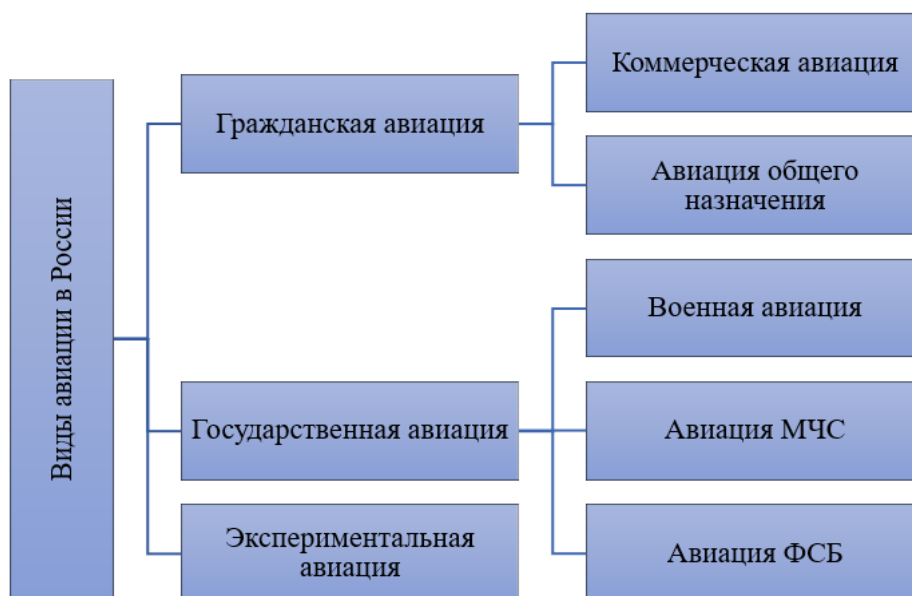 Виды авиации в России
Гражданская авиация
Коммерческая авиация
Авиация общего
назначения
Государственная авиация
Военная авиация
Авиация МЧС
Авиация ФСБ
Экспериментальная
авиация